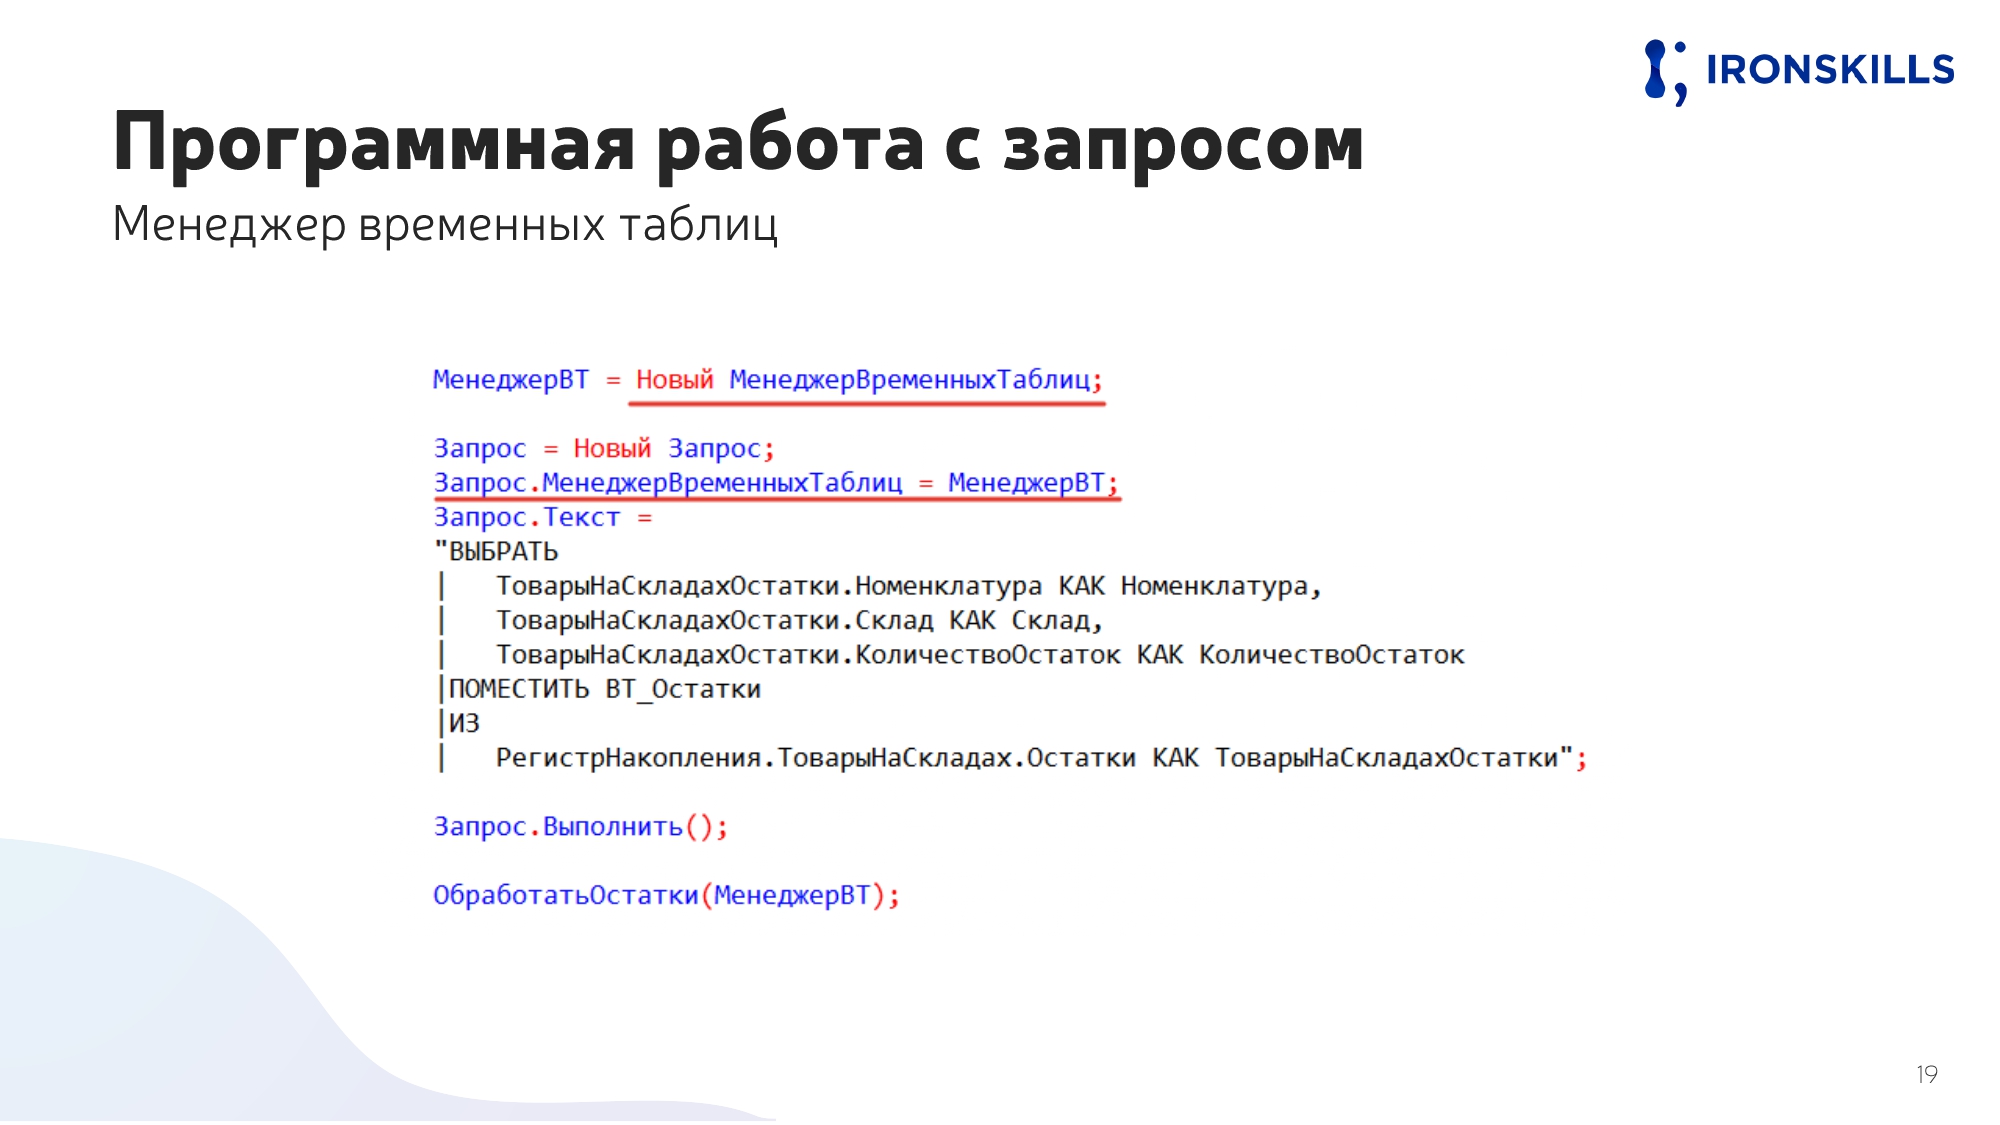 IRONSKILLS
Программная работа с запросом
Менеджер временных таблиц
МенеджерВТ = Новый МенеджерВременныхТаблиц;
Запрос = Новый Запрос;
Запрос.МенеджерВременныхТаблиц = МенеджерВТ;
Запрос.Текст =
"ВЫБРАТЬ
|   ТоварыНаСкладахОстатки.Номенклатура КАК Номенклатура,
|   ТоварыНаСкладахОстатки.Склад КАК Склад,
|   ТоварыНаСкладахОстатки.КоличествоОстаток КАК КоличествоОстаток
|ПОМЕСТИТЬ ВТ_Остатки
|ИЗ
|   РегистрНакопления.ТоварыНаСкладах.Остатки КАК ТоварыНаСкладахОстатки";
Запрос.Выполнить();
ОбработатьОстатки(МенеджерВТ);
19